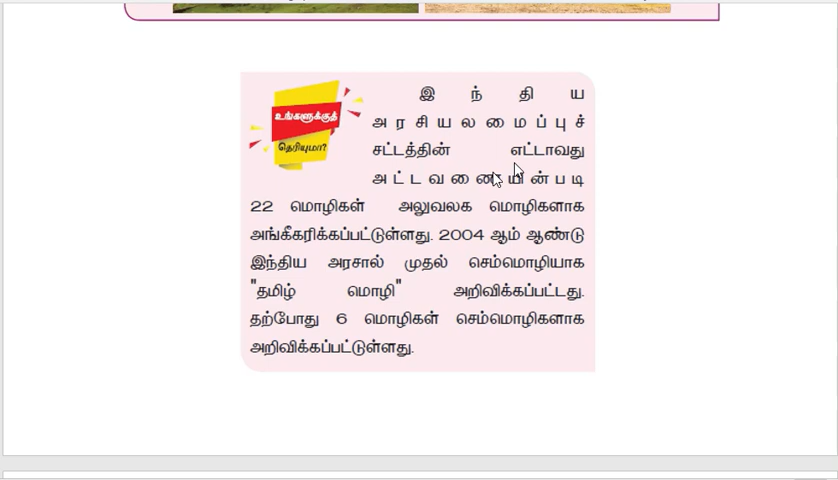 உங்களுக்குத்
தெரியுமா?
இந்திய
அரசியலமைப்புச்
சட்டத்தின் எட்டாவது
அட்டவணையின்படி
22 மொழிகள் அலுவலக மொழிகளாக
அங்கீகரிக்கப்பட்டுள்ளது. 2004 ஆம் ஆண்டு
இந்திய அரசால் முதல் செம்மொழியாக
"தமிழ் மொழி" அறிவிக்கப்பட்டது.
தற்போது 6 மொழிகள் செம்மொழிகளாக
அறிவிக்கப்பட்டுள்ளது.